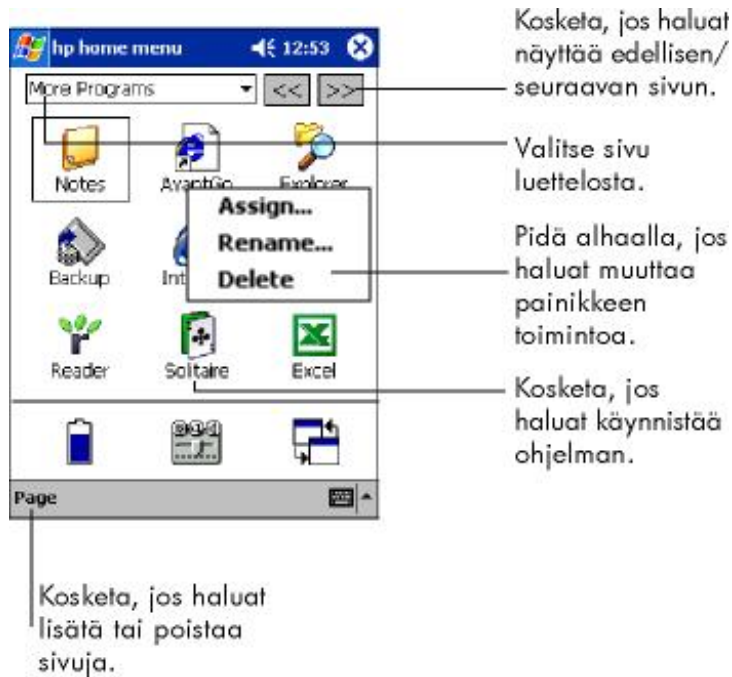 hp home menu 12:53
More Programs << >>
Notes AvantGo Explorer
Assign...
Rename...
Delete
Backup Int
Reader Solitaire Excel
Page
Kosketa, jos haluat
näyttää edellisen/
seuraavan sivun.
Valitse sivu
luettelosta.
Pidä alhaalla, jos
haluat muuttaa
painikkeen
toimintoa.
Kosketa, jos
haluat käynnistää
ohjelman.
Kosketa, jos haluat
lisätä tai poistaa
sivuja.